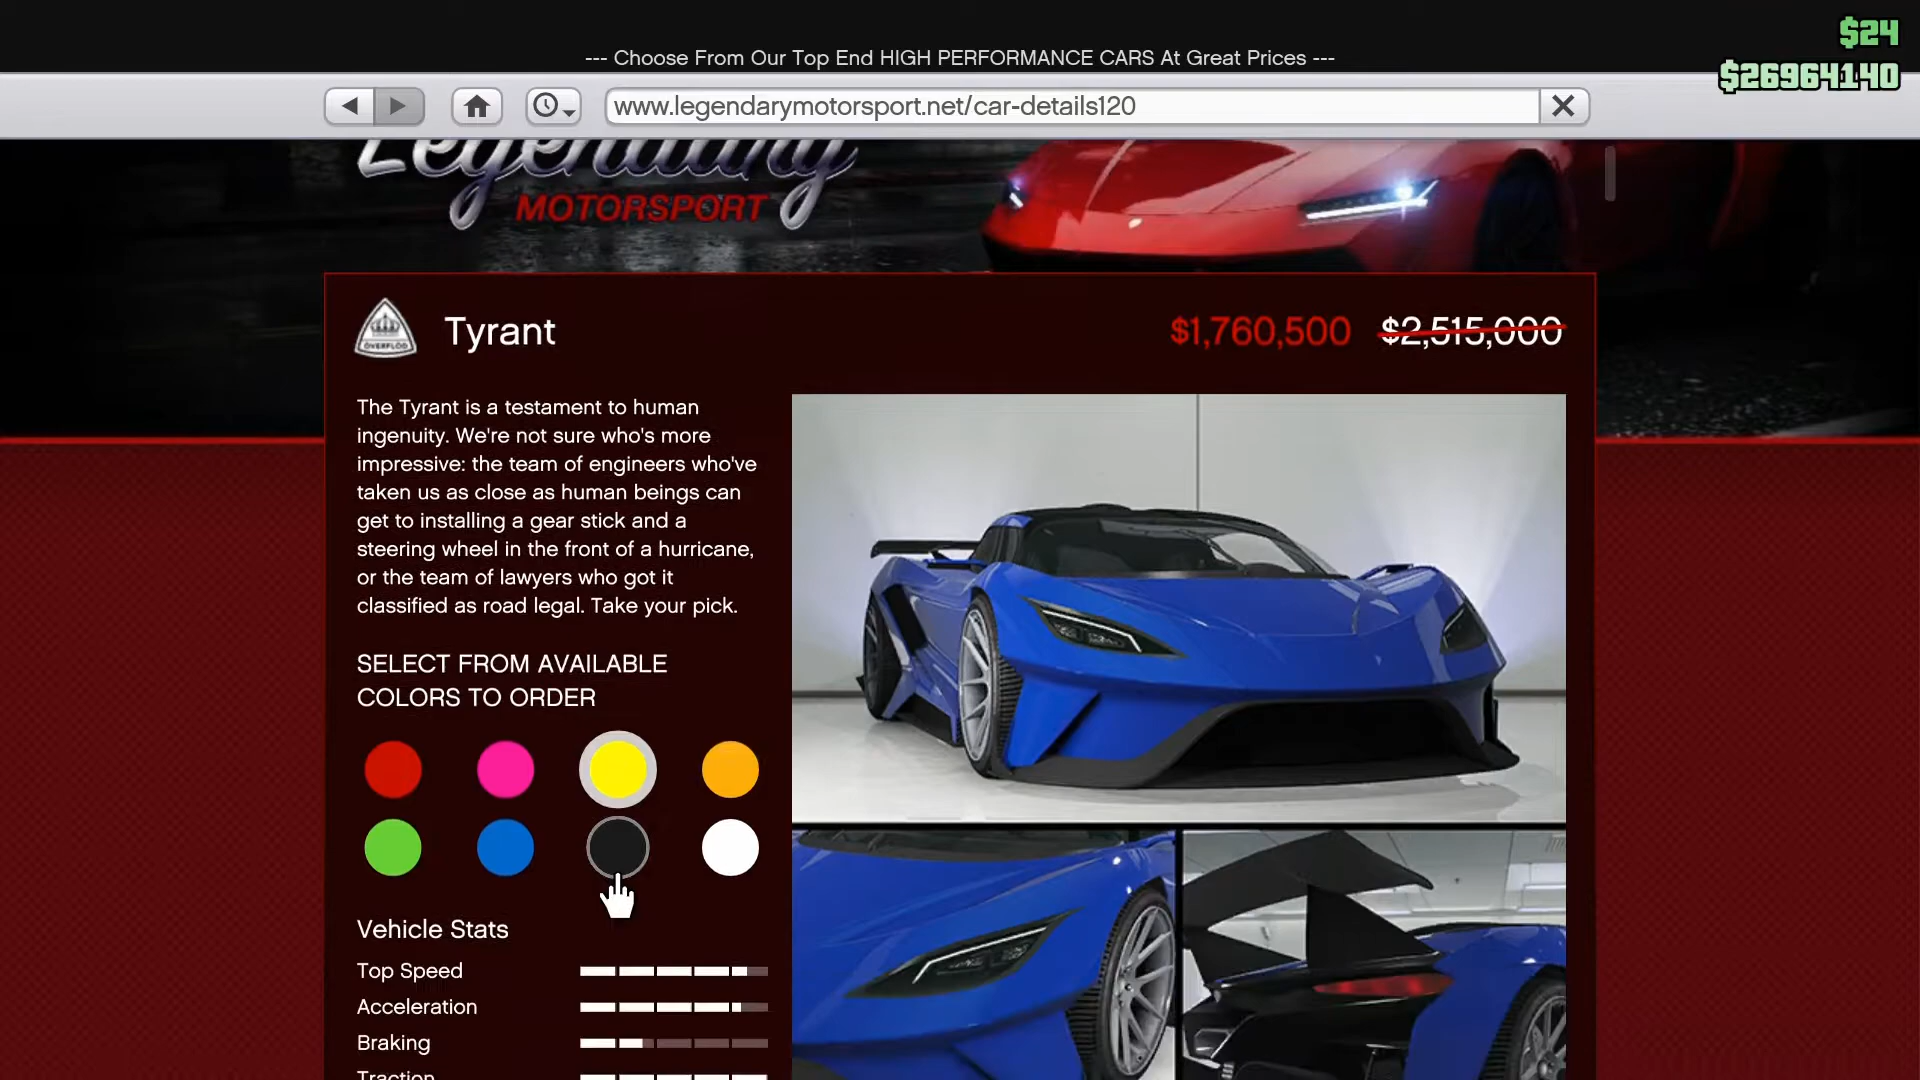 $24
--- Choose From Our Top End HIGH PERFORMANCE CARS At Great Prices ---
$26964140
www.legendarymotorsport.net/car-details120
Legendary
MOTORSPORT
ÖVERFLÖD
Tyrant
$1,760,500 $2,515,000
The Tyrant is a testament to human
ingenuity. We're not sure who's more
impressive: the team of engineers who've
taken us as close as human beings can
get to installing a gear stick and a
steering wheel in the front of a hurricane,
or the team of lawyers who got it
classified as road legal. Take your pick.
SELECT FROM AVAILABLE
COLORS TO ORDER
Vehicle Stats
Top Speed
Acceleration
Braking
Traction